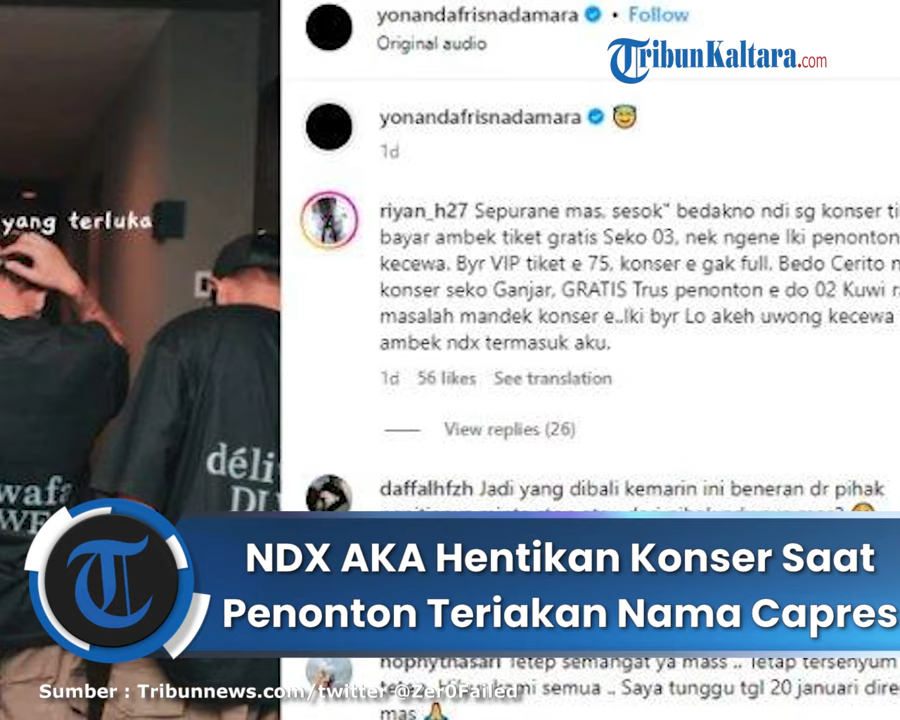 yonandafrisnadamara • Follow
Original audio
TribunKaltara.com
yonandafrisnadamara 😇
1d
yang terluka
riyan_h27 Sepurane mas, sesok" bedakno ndi sg konser
bayar ambek tiket gratis Seko 03, nek ngene Iki penonton
kecewa. Byr VIP tiket e 75, konser e gak full. Bedo Cerito
konser seko Ganjar, GRATIS Trus penonton e do 02 Kuwi
masalah mandek konser e..Iki byr Lo akeh uwong kecewa
ambek ndx termasuk aku.
1d 56 likes See translation
View replies (26)
daffalhfzh Jadi yang dibali kemarin ini beneran dr pihak
NDX AKA Hentikan Konser Saat
Penonton Teriakan Nama Capres
Tetep semangat ya mass .. Tetap tersenyum
semua .. Saya tunggu tgl 20 januari
mas 🙏
Sumber : Tribunnews.com/twitter @Zer0Failed